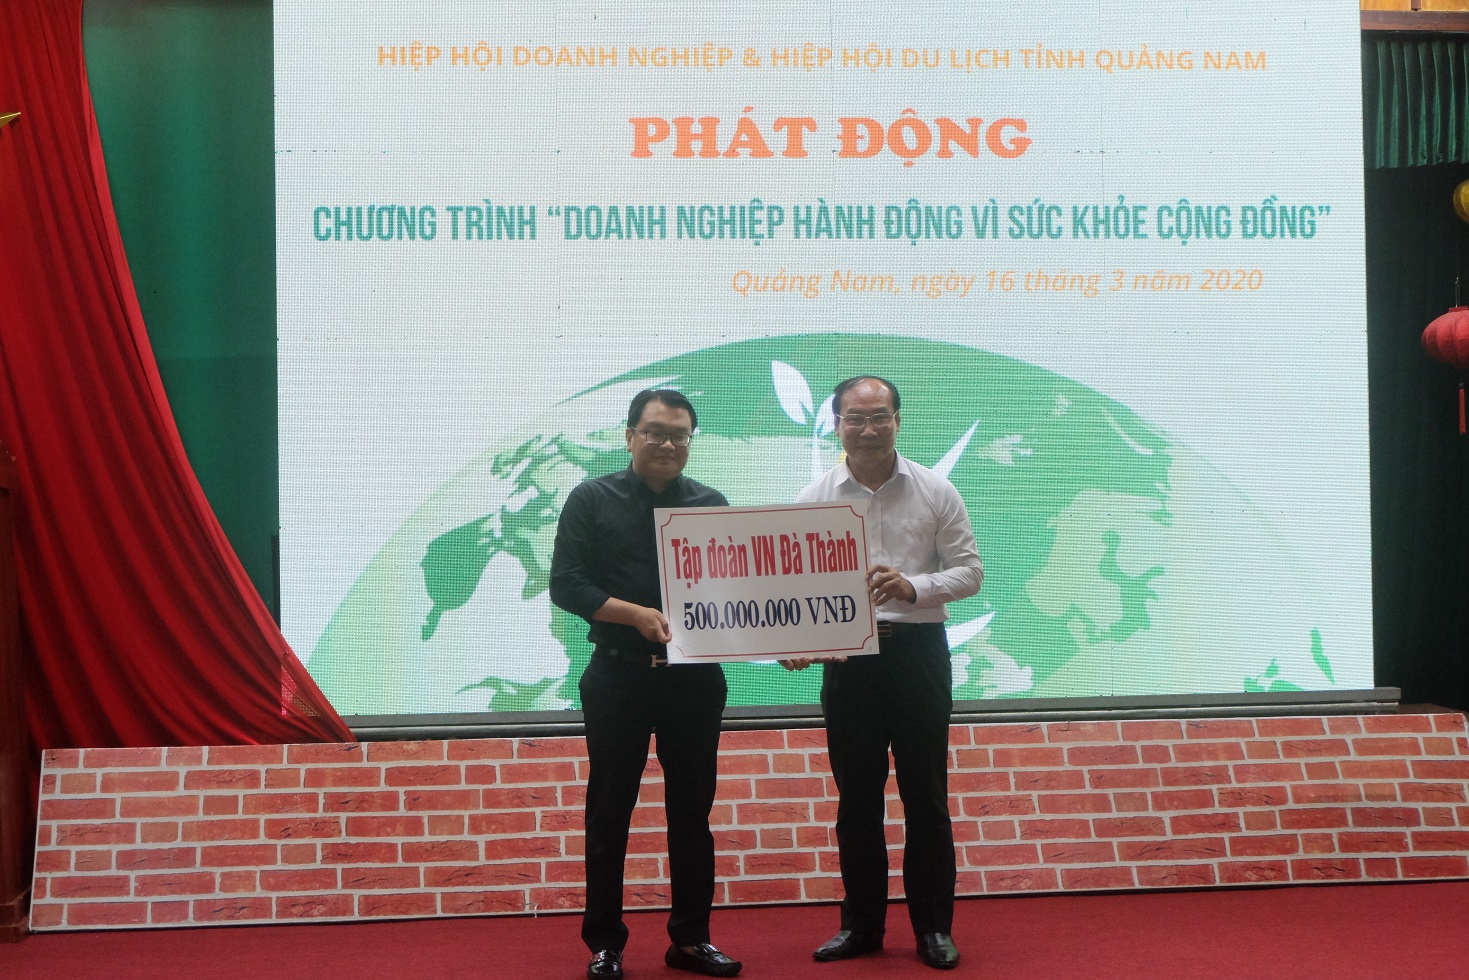 HIỆP HỘI DOANH NGHIỆP & HIỆP HỘI DU LỊCH TỈNH QUẢNG NAM
PHÁT ĐỘNG
CHƯƠNG TRÌNH “DOANH NGHIỆP HÀNH ĐỘNG VÌ SỨC KHỎE CỘNG ĐỒNG”
Quảng Nam, ngày 16 tháng 3 năm 2020
Tập đoàn VN Đà Thành
500.000.000 VNĐ